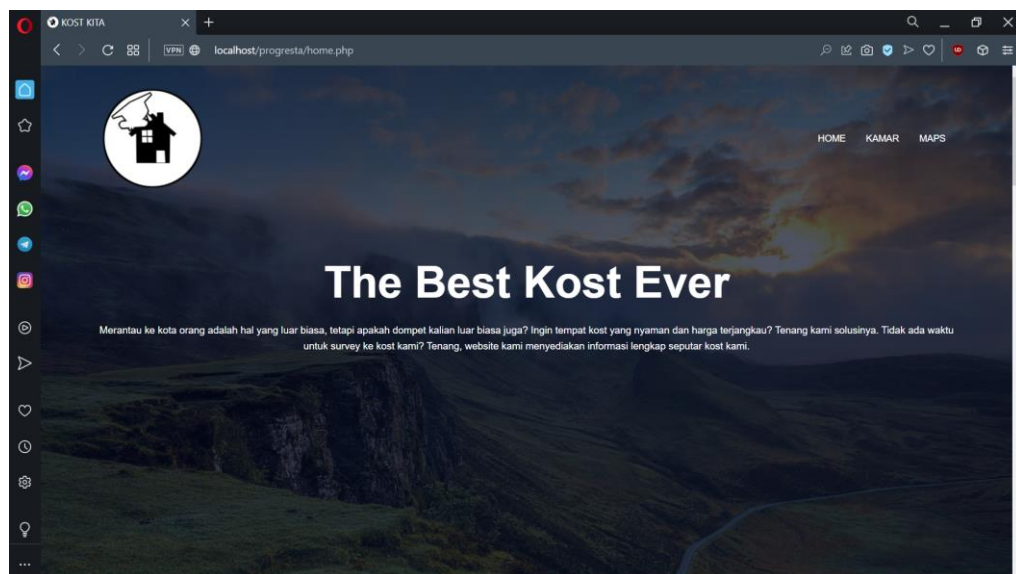 KOST KITA
VPN
localhost/progresta/home.php
HOME KAMAR MAPS
The Best Kost Ever
Merantau ke kota orang adalah hal yang luar biasa, tetapi apakah dompet kalian luar biasa juga? Ingin tempat kost yang nyaman dan harga terjangkau? Tenang kami solusinya. Tidak ada waktu
untuk survey ke kost kami? Tenang, website kami menyediakan informasi lengkap seputar kost kami.